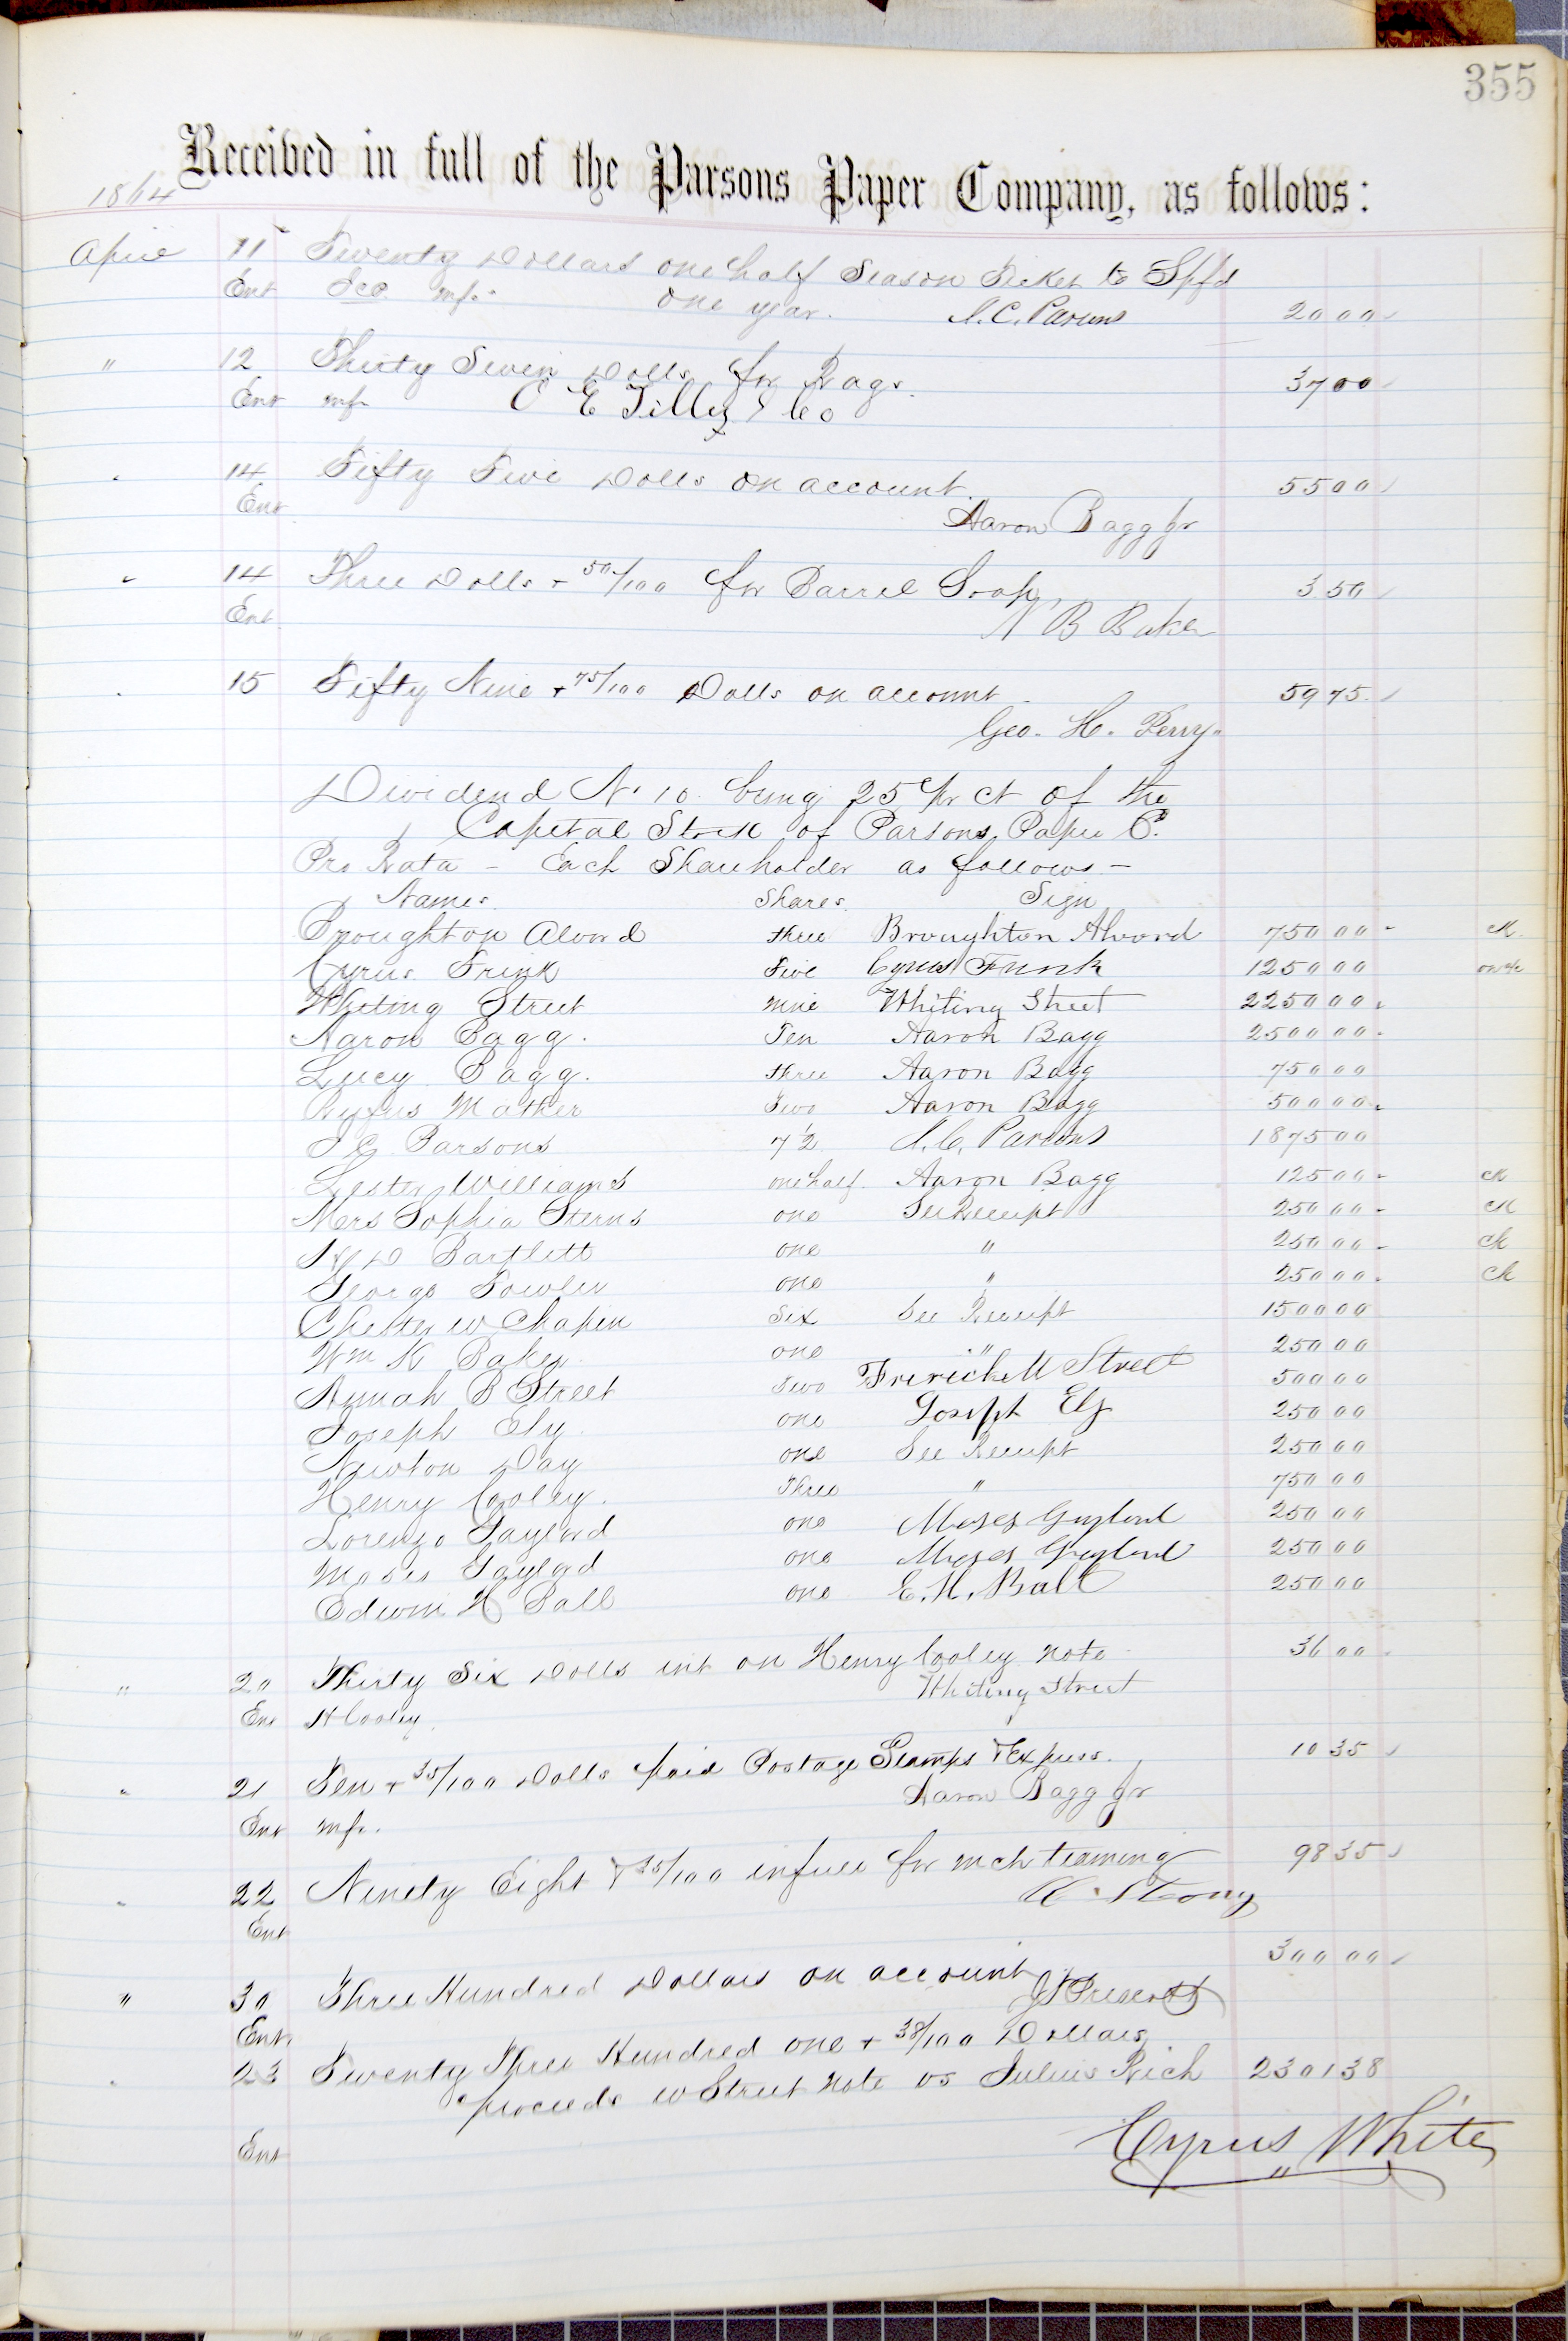 355
Received in full of the Parsons Paper Company, as follows:
1864
April 11 Twenty Dollars one half Season Ticket to Spfd
Ent mfr one year. J. C. Parsons 20 00
" 12 Thirty Seven Dolls for Rags. 37 00
Ent mfr C E Tilley & Co
14 Fifty Five Dolls on account. 55 00
Ent Aaron Bagg Jr
" 14 Three Dolls + 50/100 for Barrel Soap 3 50
Ent N B Baker
" 15 Fifty Nine + 75/100 Dolls on account 59 75
Geo. H. Perry
Dividend No 10 being 25 pr ct of the
Capital Stock of Parsons Paper C.
Pro Rata - Each Shareholder as follows -
Names Shares Sign
Broughton Alvord three Broughton Alvord 750 00 ck
Cyrus Frink Five Cyrus Frink 1250 00
Whiting Street nine Whiting Street 2250 00
Aaron Bagg. Ten Aaron Bagg 2500 00
Lucy Bagg. three Aaron Bagg 750 00
Rufus Mather Two Aaron Bagg 500 00
J C Parsons 7 1/2 J. C. Parsons 1875 00
Lester Williams one half Aaron Bagg 125 00 ck
Mrs Sophia Sterns one See Receipt 250 00 ck
D Bartlett one " 250 00 ck
George Fowler one " 250 00 ck
Chester W Chapin Six See Receipt 1500 00
Wm K Baker one " 250 00
B Street Two Street 500 00
Joseph Ely one Joseph Ely 250 00
Newton Day one See Receipt 250 00
Henry Cooley. Three " 750 00
Lorenzo Gaylord one Moses Gaylord 250 00
Moses Gaylord one Moses Gaylord 250 00
Edwin H Ball one E. H. Ball 250 00
" 20 Thirty Six Dolls int on Henry Cooley note 36 00
Ent H Cooley Whiting Street
" 21 Ten + 35/100 Dolls paid Postage Stamps & Express. 10 35
Ent mfr. Aaron Bagg Jr
" 22 Ninety Eight & 35/100 in full for mch teaming 98 35
Ent Strong
" 30 Three Hundred Dollars on account 300 00
Ent Prescott
" 23 Twenty Three Hundred one + 38/100 Dollars
proceeds W Street note vs Julius Rich 2301 38
Ent Cyrus White